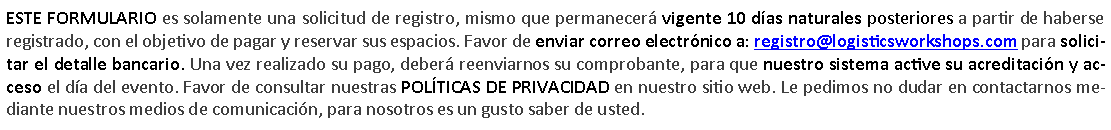 ESTE FORMULARIO es solamente una solicitud de registro, mismo que permanecerá vigente 10 días naturales posteriores a partir de haberse
registrado, con el objetivo de pagar y reservar sus espacios. Favor de enviar correo electrónico a: registro@logisticsworkshops.com para solici-
tar el detalle bancario. Una vez realizado su pago, deberá reenviarnos su comprobante, para que nuestro sistema active su acreditación y ac-
ceso el día del evento. Favor de consultar nuestras POLÍTICAS DE PRIVACIDAD en nuestro sitio web. Le pedimos no dudar en contactarnos me-
diante nuestros medios de comunicación, para nosotros es un gusto saber de usted.